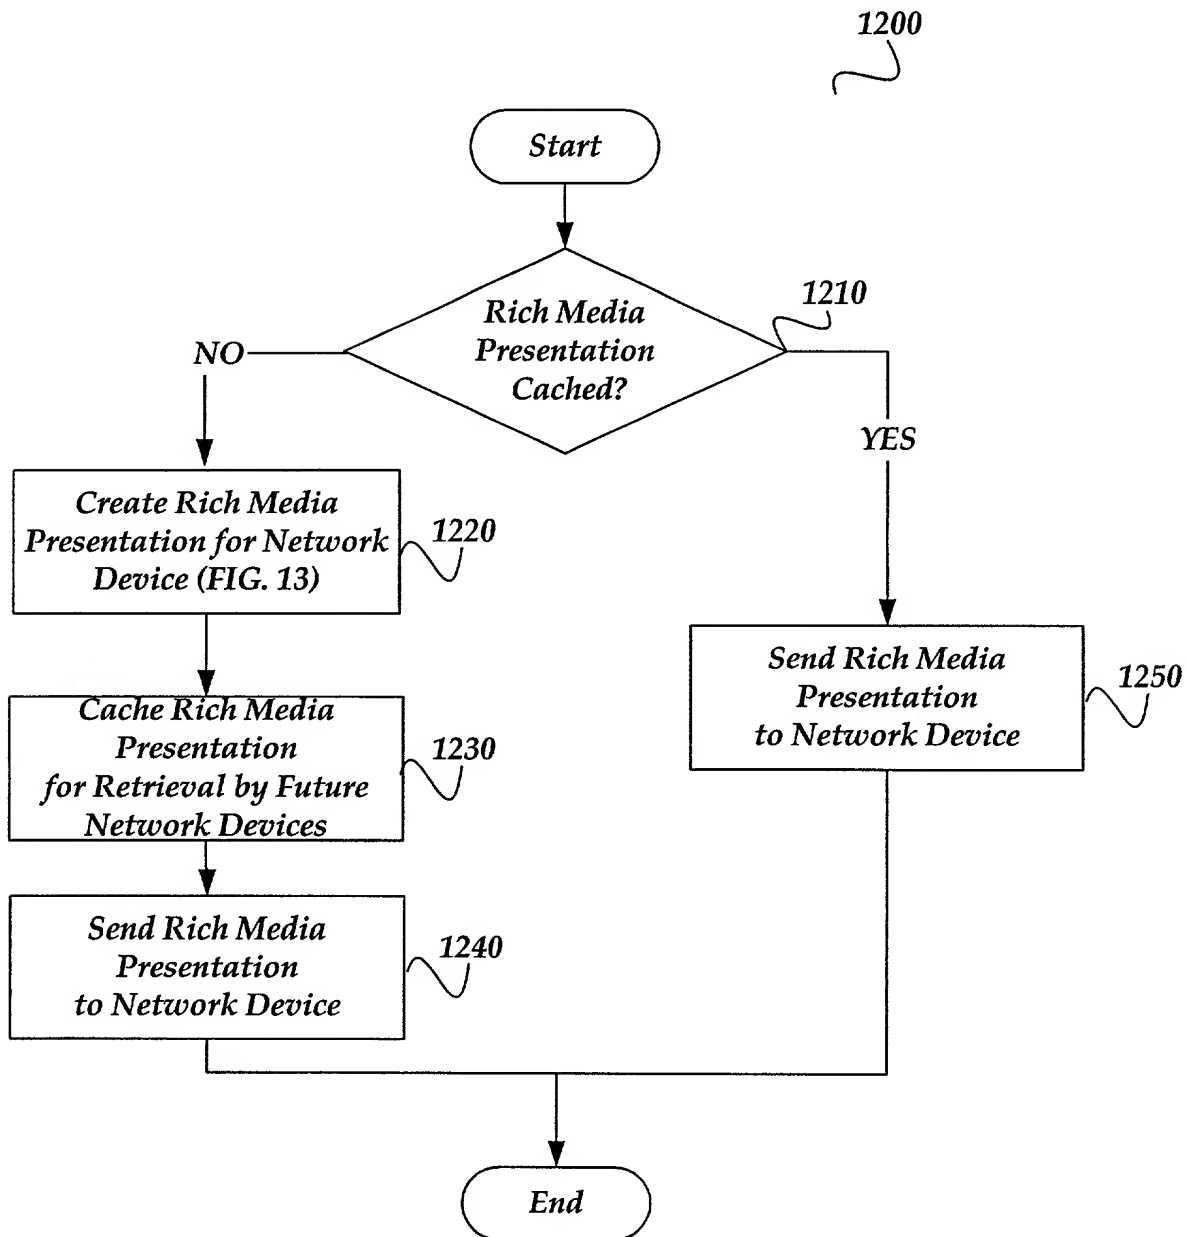 1200
Start
Rich Media
Presentation
Cached?
1210
NO
YES
Create Rich Media
Presentation for Network
Device (FIG. 13)
1220
Cache Rich Media
Presentation
for Retrieval by Future
Network Devices
1230
Send Rich Media
Presentation
to Network Device
1240
Send Rich Media
Presentation
to Network Device
1250
End